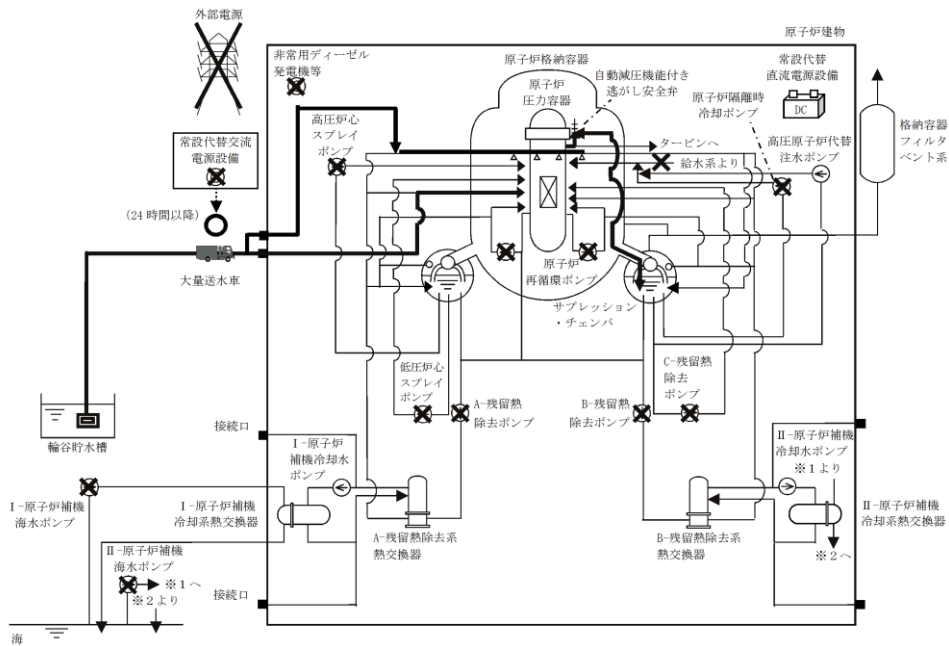 外部電源
原子炉建物
非常用ディーゼル
発電機等
原子炉格納容器
常設代替
直流電源設備
DC
原子炉
圧力容器
自動減圧機能付き
逃がし安全弁
原子炉隔離時
冷却ポンプ
高圧炉心
スプレイ
ポンプ
タービンへ
給水系より
高圧原子炉代替
注水ポンプ
格納容器
フィルタ
ベント系
常設代替交流
電源設備
(24時間以降)
大量送水車
原子炉
再循環ポンプ
サプレッション
・チェンバ
低圧炉心
スプレイ
ポンプ
A-残留熱
除去ポンプ
B-残留熱
除去ポンプ
C-残留熱
除去
ポンプ
輪谷貯水槽
接続口
Ⅰ-原子炉
補機冷却水
ポンプ
Ⅱ-原子炉補機
冷却水ポンプ
※1より
Ⅰ-原子炉補機
海水ポンプ
Ⅰ-原子炉補機
冷却系熱交換器
A-残留熱除去系
熱交換器
B-残留熱除去系
熱交換器
Ⅱ-原子炉補機
冷却系熱交換器
※2へ
Ⅱ-原子炉補機
海水ポンプ
※1へ
※2より
接続口
海